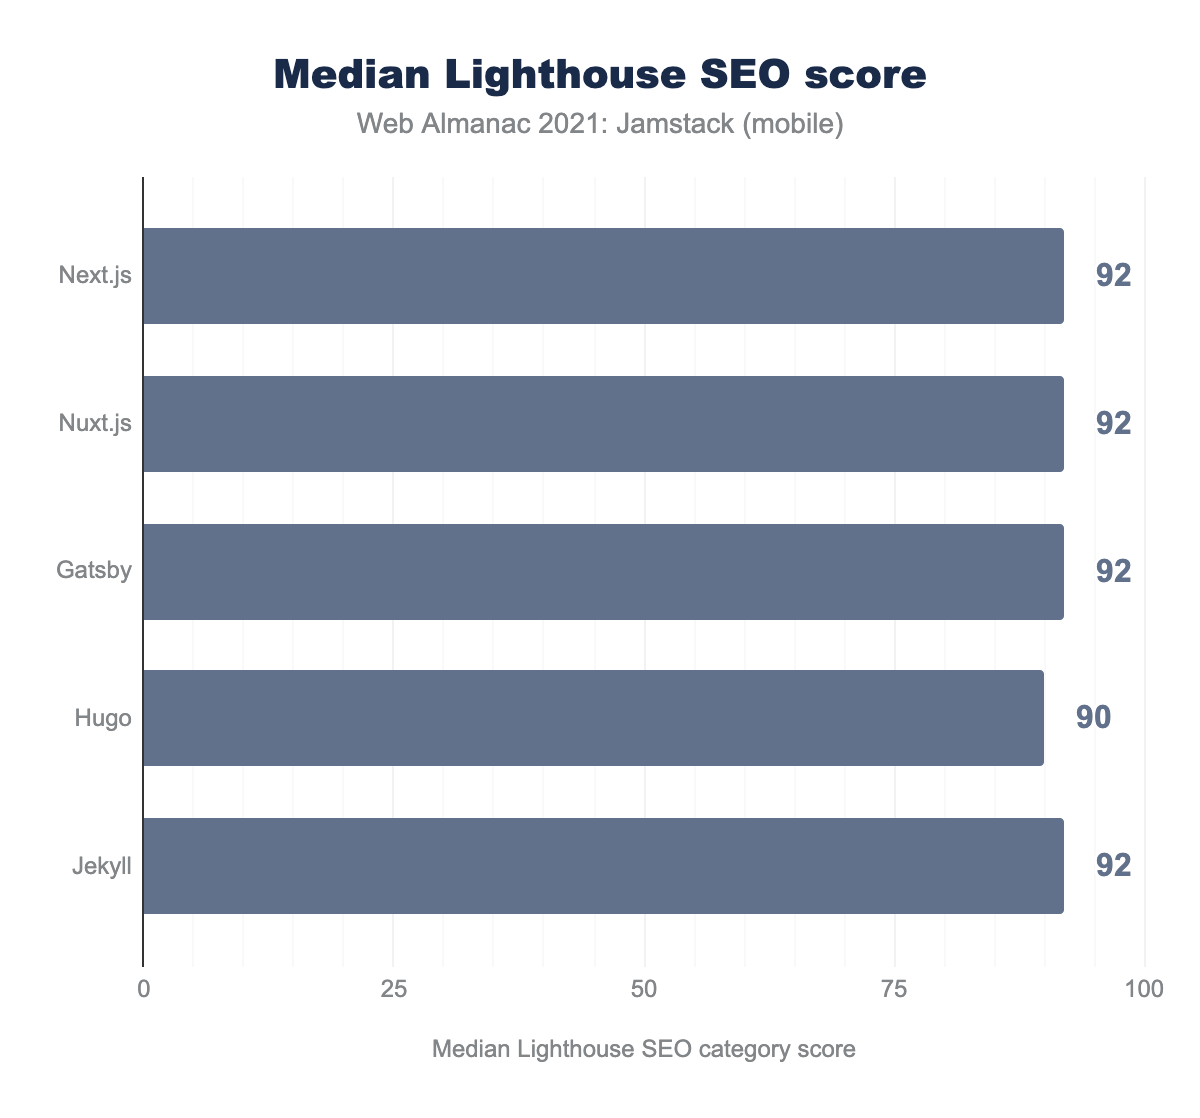 Median Lighthouse SEO score
Web Almanac 2021: Jamstack (mobile)
Next.js 92
Nuxt.js 92
Gatsby 92
Hugo 90
Jekyll 92
0 25 50 75 100
Median Lighthouse SEO category score